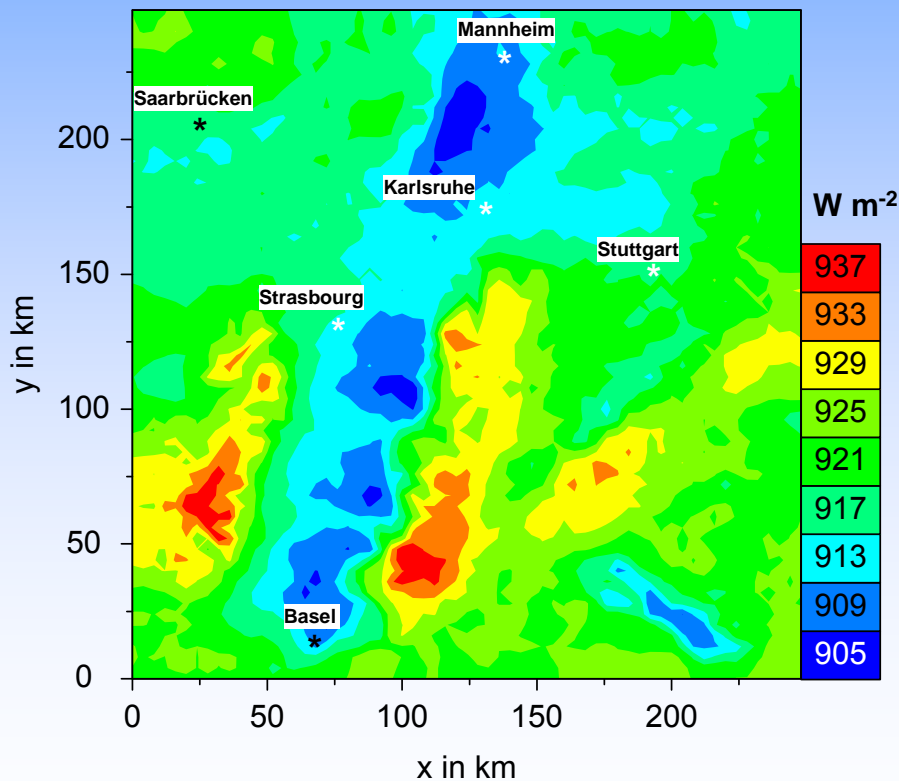 Mannheim
Saarbrücken
*
*
200
Karlsruhe
*
W m-2
Stuttgart
*
937
150
Strasbourg
*
933
929
y in km
100
925
921
917
50
913
909
Basel
*
905
0
0 50 100 150 200
x in km